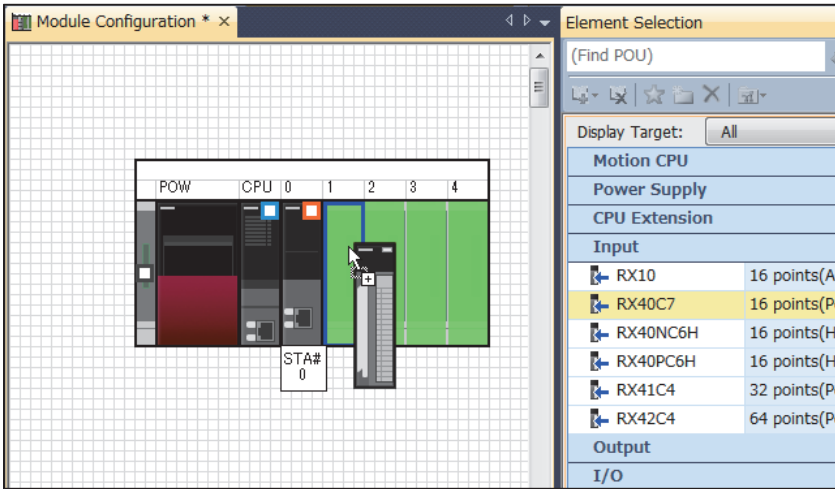 Module Configuration *
Element Selection
(Find POU)
Display Target: All
POW CPU 0 1 2 3 4
STA#
0
Motion CPU
Power Supply
CPU Extension
Input
RX10 16 points(A
RX40C7 16 points(P
RX40NC6H 16 points(H
RX40PC6H 16 points(H
RX41C4 32 points(P
RX42C4 64 points(P
Output
I/O